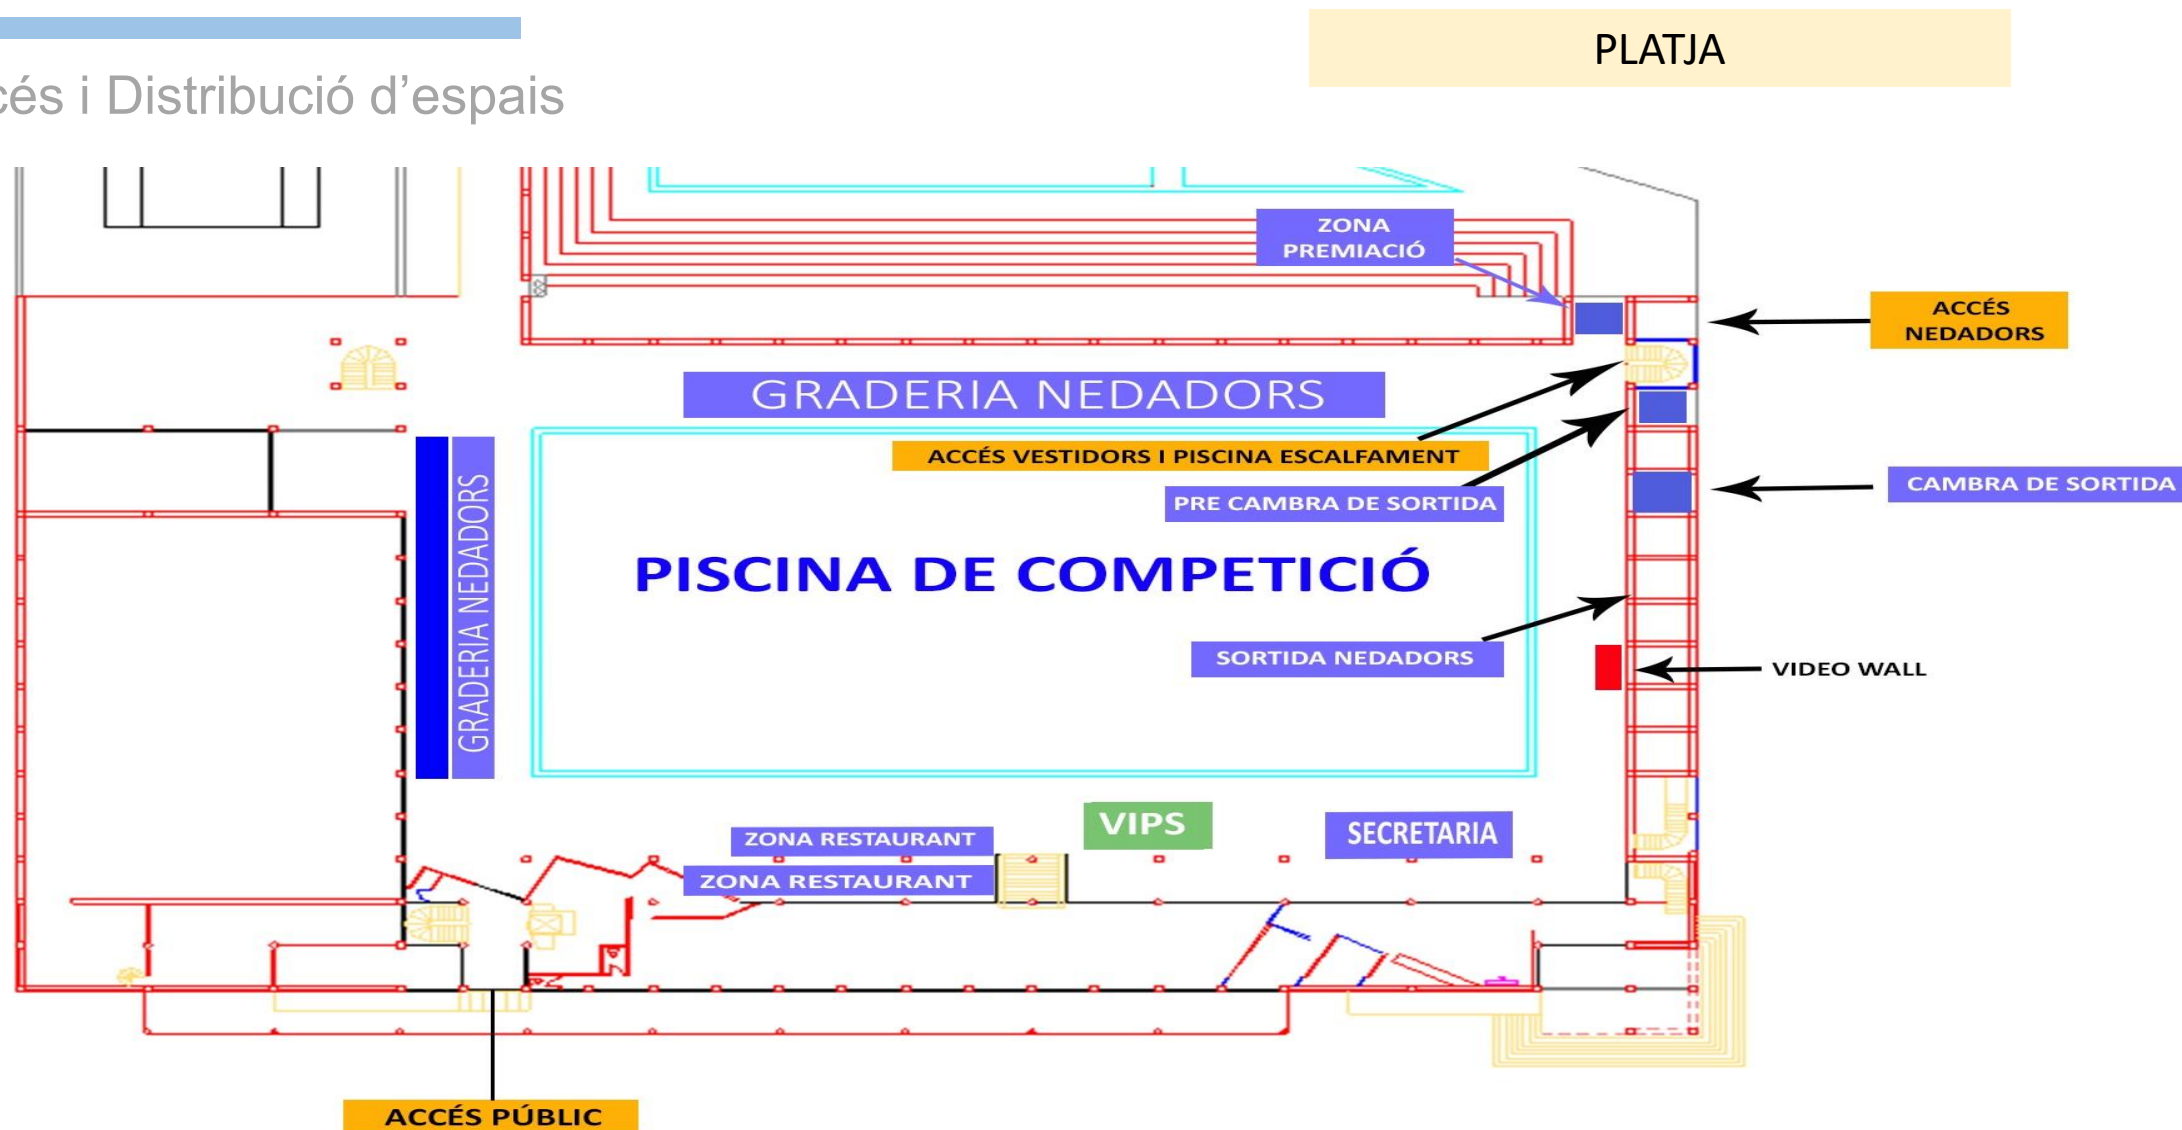 PLATJA
cés i Distribució d’espais
ZONA
PREMIACIÓ
ACCÉS
NEDADORS
GRADERIA NEDADORS
ACCÉS VESTIDORS I PISCINA ESCALFAMENT
PRE CAMBRA DE SORTIDA
CAMBRA DE SORTIDA
GRADERIA NEDADORS
PISCINA DE COMPETICIÓ
SORTIDA NEDADORS
VIDEO WALL
VIPS
SECRETARIA
ZONA RESTAURANT
ZONA RESTAURANT
ACCÉS PÚBLIC